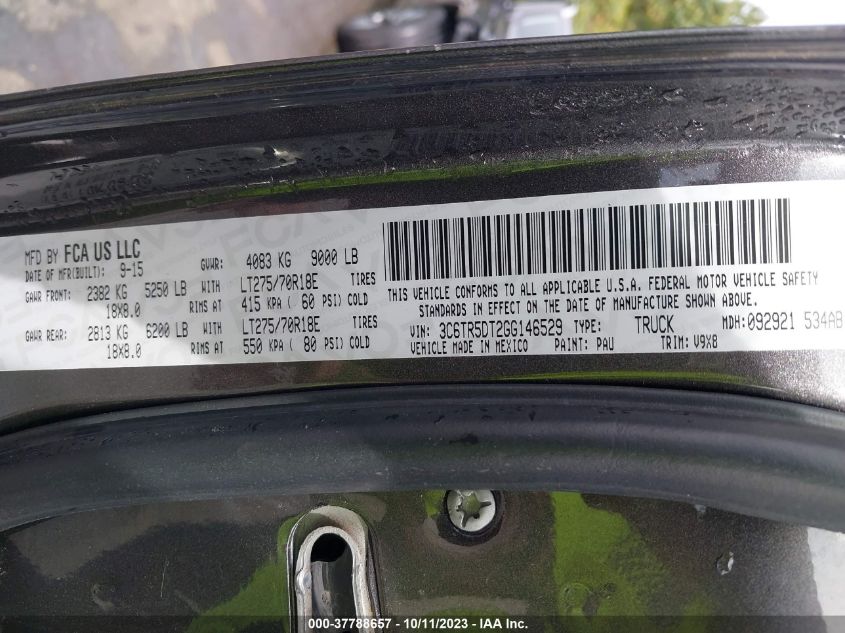 MFD BY FCA US LLC
DATE OF MFR(BUILT): 9-15
GVWR: 4083 KG 9000 LB
GAWR FRONT: 2382 KG 5250 LB WITH LT275/70R18E TIRES
18X8.0 RIMS AT 415 KPA ( 60 PSI) COLD
GAWR REAR: 2813 KG 6200 LB WITH LT275/70R18E TIRES
18X8.0 RIMS AT 550 KPA ( 80 PSI) COLD
THIS VEHICLE CONFORMS TO ALL APPLICABLE U.S.A. FEDERAL MOTOR VEHICLE SAFETY
STANDARDS IN EFFECT ON THE DATE OF MANUFACTURE SHOWN ABOVE.
VIN: 3C6TR5DT2GG146529 TYPE: TRUCK MDH:092921 534AB
VEHICLE MADE IN MEXICO PAINT: PAU TRIM: V9X8
000-37788657 - 10/11/2023 - IAA Inc.